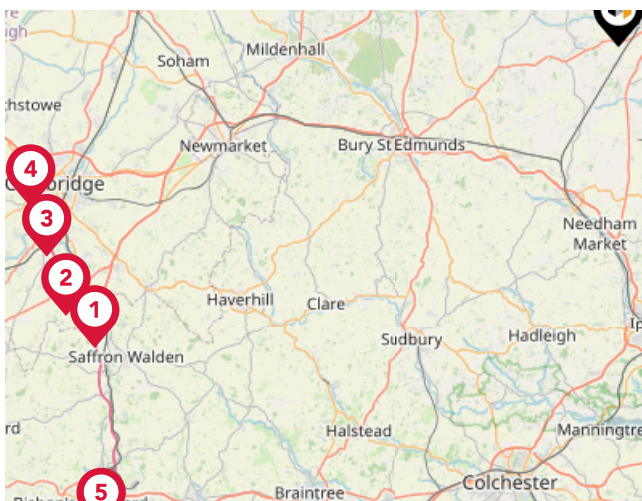 Mildenhall
Soham
Newmarket
Bury St Edmunds
4
3
Needham
Market
2
1
Haverhill
Clare
Sudbury
Hadleigh
Saffron Walden
Halstead
Manningtre
5
Braintree
Colchester